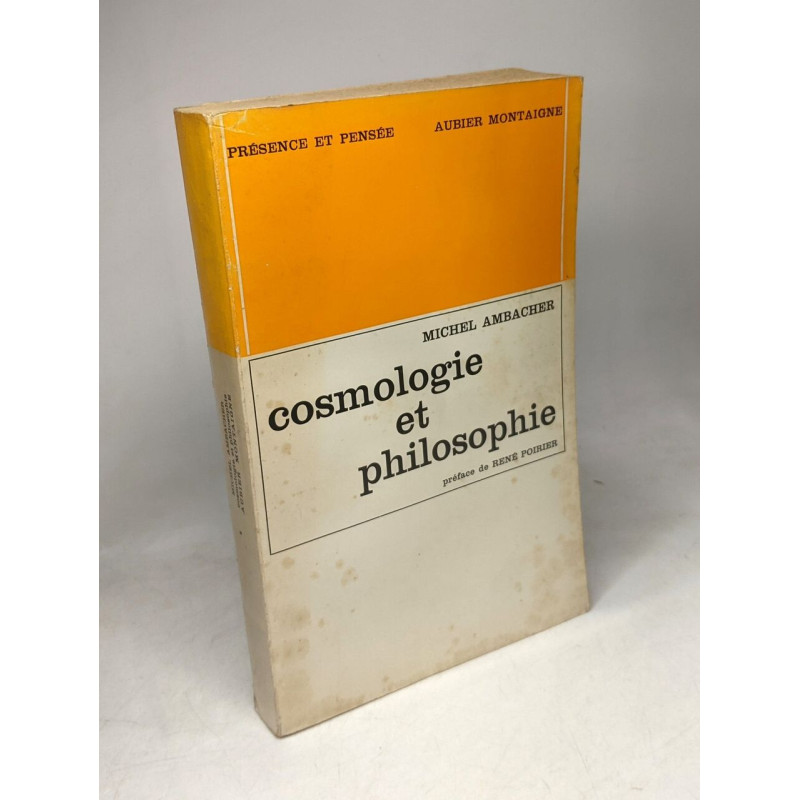 PRÉSENCE ET PENSÉE AUBIER MONTAIGNE
MICHEL AMBACHER
cosmologie
et
philosophie
préface de RENÉ POIRIER